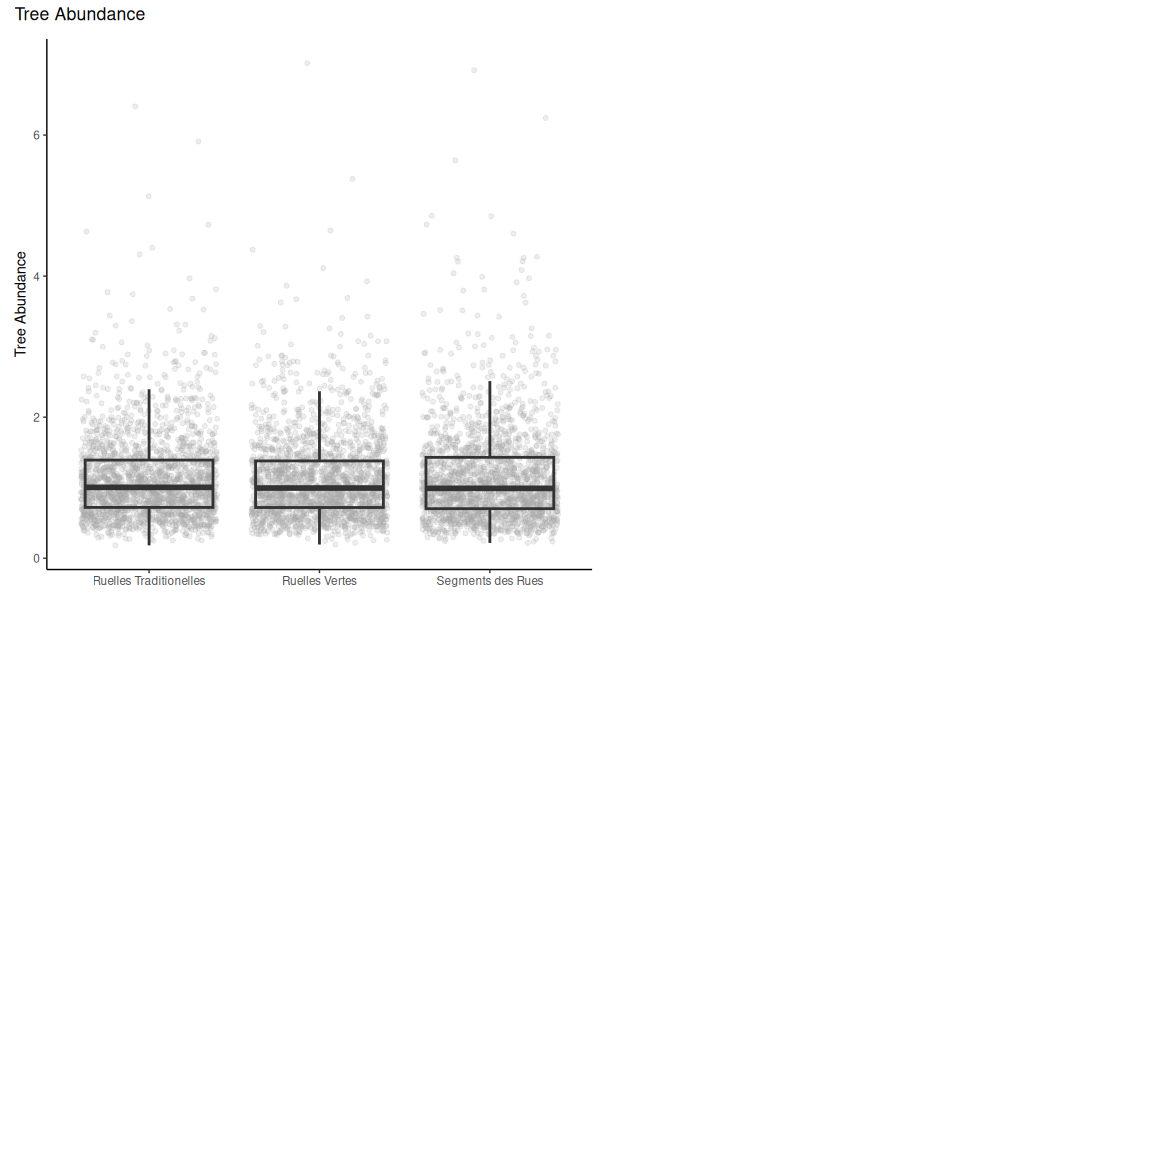 Tree Abundance
Tree Abundance
6
4
2
0
Ruelles Traditionelles
Ruelles Vertes
Segments des Rues